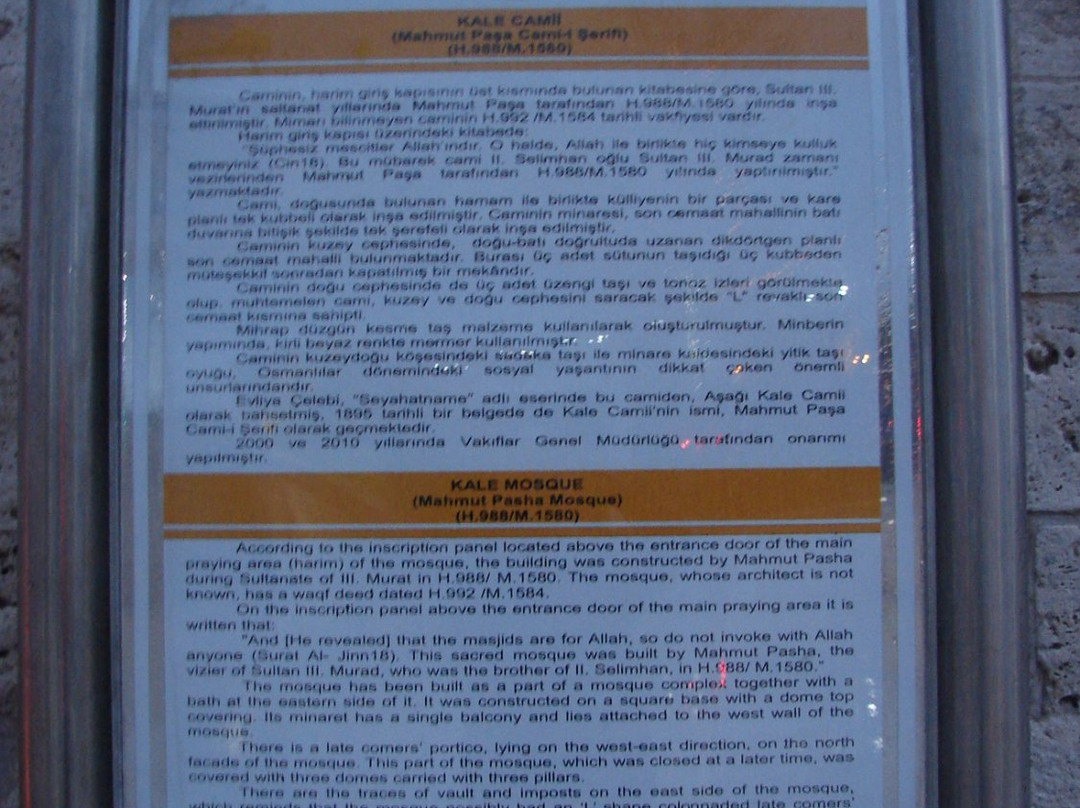 KALE CAMİİ
(Mahmut Paşa Cami-i Şerifi)
(H.988/M.1580)
Caminin, harim giriş kapısının üst kısmında bulunan kitabesine göre, Sultan III.
Murat'ın saltanat yıllarında Mahmut Paşa tarafından H.988/M.1580 yılında inşa
ettirilmiştir. Mimarı bilinmeyen caminin H.992 /M.1584 tarihli vakfiyesi vardır.
Harim giriş kapısı üzerindeki kitabede:
"Şüphesiz mescitler Allah'ındır. O halde, Allah ile birlikte hiç kimseye kulluk
etmeyiniz (Cin18). Bu mübarek cami II. Selimhan oğlu Sultan III. Murad zamanı
vezirlerinden Mahmut Paşa tarafından H.988/M.1580 yılında yaptırılmıştır."
yazmaktadır.
Cami, doğusunda bulunan hamam ile birlikte külliyenin bir parçası ve kare
planlı tek kubbeli olarak inşa edilmiştir. Caminin minaresi, son cemaat mahallinin batı
duvarına bitişik şekilde tek şerefeli olarak inşa edilmiştir.
Caminin kuzey cephesinde, doğu-batı doğrultuda uzanan dikdörtgen planlı
son cemaat mahalli bulunmaktadır. Burası üç adet sütunun taşıdığı üç kubbeden
müteşekkil sonradan kapatılmış bir mekândır.
Caminin doğu cephesinde de üç adet üzengi taşı ve tonoz izleri görülmekte
olup, muhtemelen cami, kuzey ve doğu cephesini saracak şekilde "L" revaklı son
cemaat kısmına sahipti.
Mihrap düzgün kesme taş malzeme kullanılarak oluşturulmuştur. Minberin
yapımında, kirli beyaz renkte mermer kullanılmıştır.
Caminin kuzeydoğu köşesindeki sadaka taşı ile minare kaidesindeki yitik taşı
oyuğu, Osmanlılar dönemindeki sosyal yaşantının dikkat çeken önemli
unsurlarındandır.
Evliya Çelebi, "Seyahatname" adlı eserinde bu camiden, Aşağı Kale Camii
olarak bahsetmiş, 1895 tarihli bir belgede de Kale Camii'nin ismi, Mahmut Paşa
Cami-i Şerifi olarak geçmektedir.
2000 ve 2010 yıllarında Vakıflar Genel Müdürlüğü tarafından onarımı
yapılmıştır.
KALE MOSQUE
(Mahmut Pasha Mosque)
(H.988/M.1580)
According to the inscription panel located above the entrance door of the main
praying area (harim) of the mosque, the building was constructed by Mahmut Pasha
during Sultanate of III. Murat in H.988/ M.1580. The mosque, whose architect is not
known, has a waqf deed dated H.992 /M.1584.
On the inscription panel above the entrance door of the main praying area it is
written that:
"And [He revealed] that the masjids are for Allah, so do not invoke with Allah
anyone (Surat Al- Jinn18). This sacred mosque was built by Mahmut Pasha, the
vizier of Sultan III. Murad, who was the brother of II. Selimhan, in H.988/ M.1580."
The mosque has been built as a part of a mosque complex together with a
bath at the eastern side of it. It was constructed on a square base with a dome top
covering. Its minaret has a single balcony and lies attached to the west wall of the
mosque.
There is a late comers' portico, lying on the west-east direction, on the north
facade of the mosque. This part of the mosque, which was closed at a later time, was
covered with three domes carried with three pillars.
There are the traces of vault and imposts on the east side of the mosque,
which reminds that the mosque possibly had an 'L' shape colonnaded late comers'